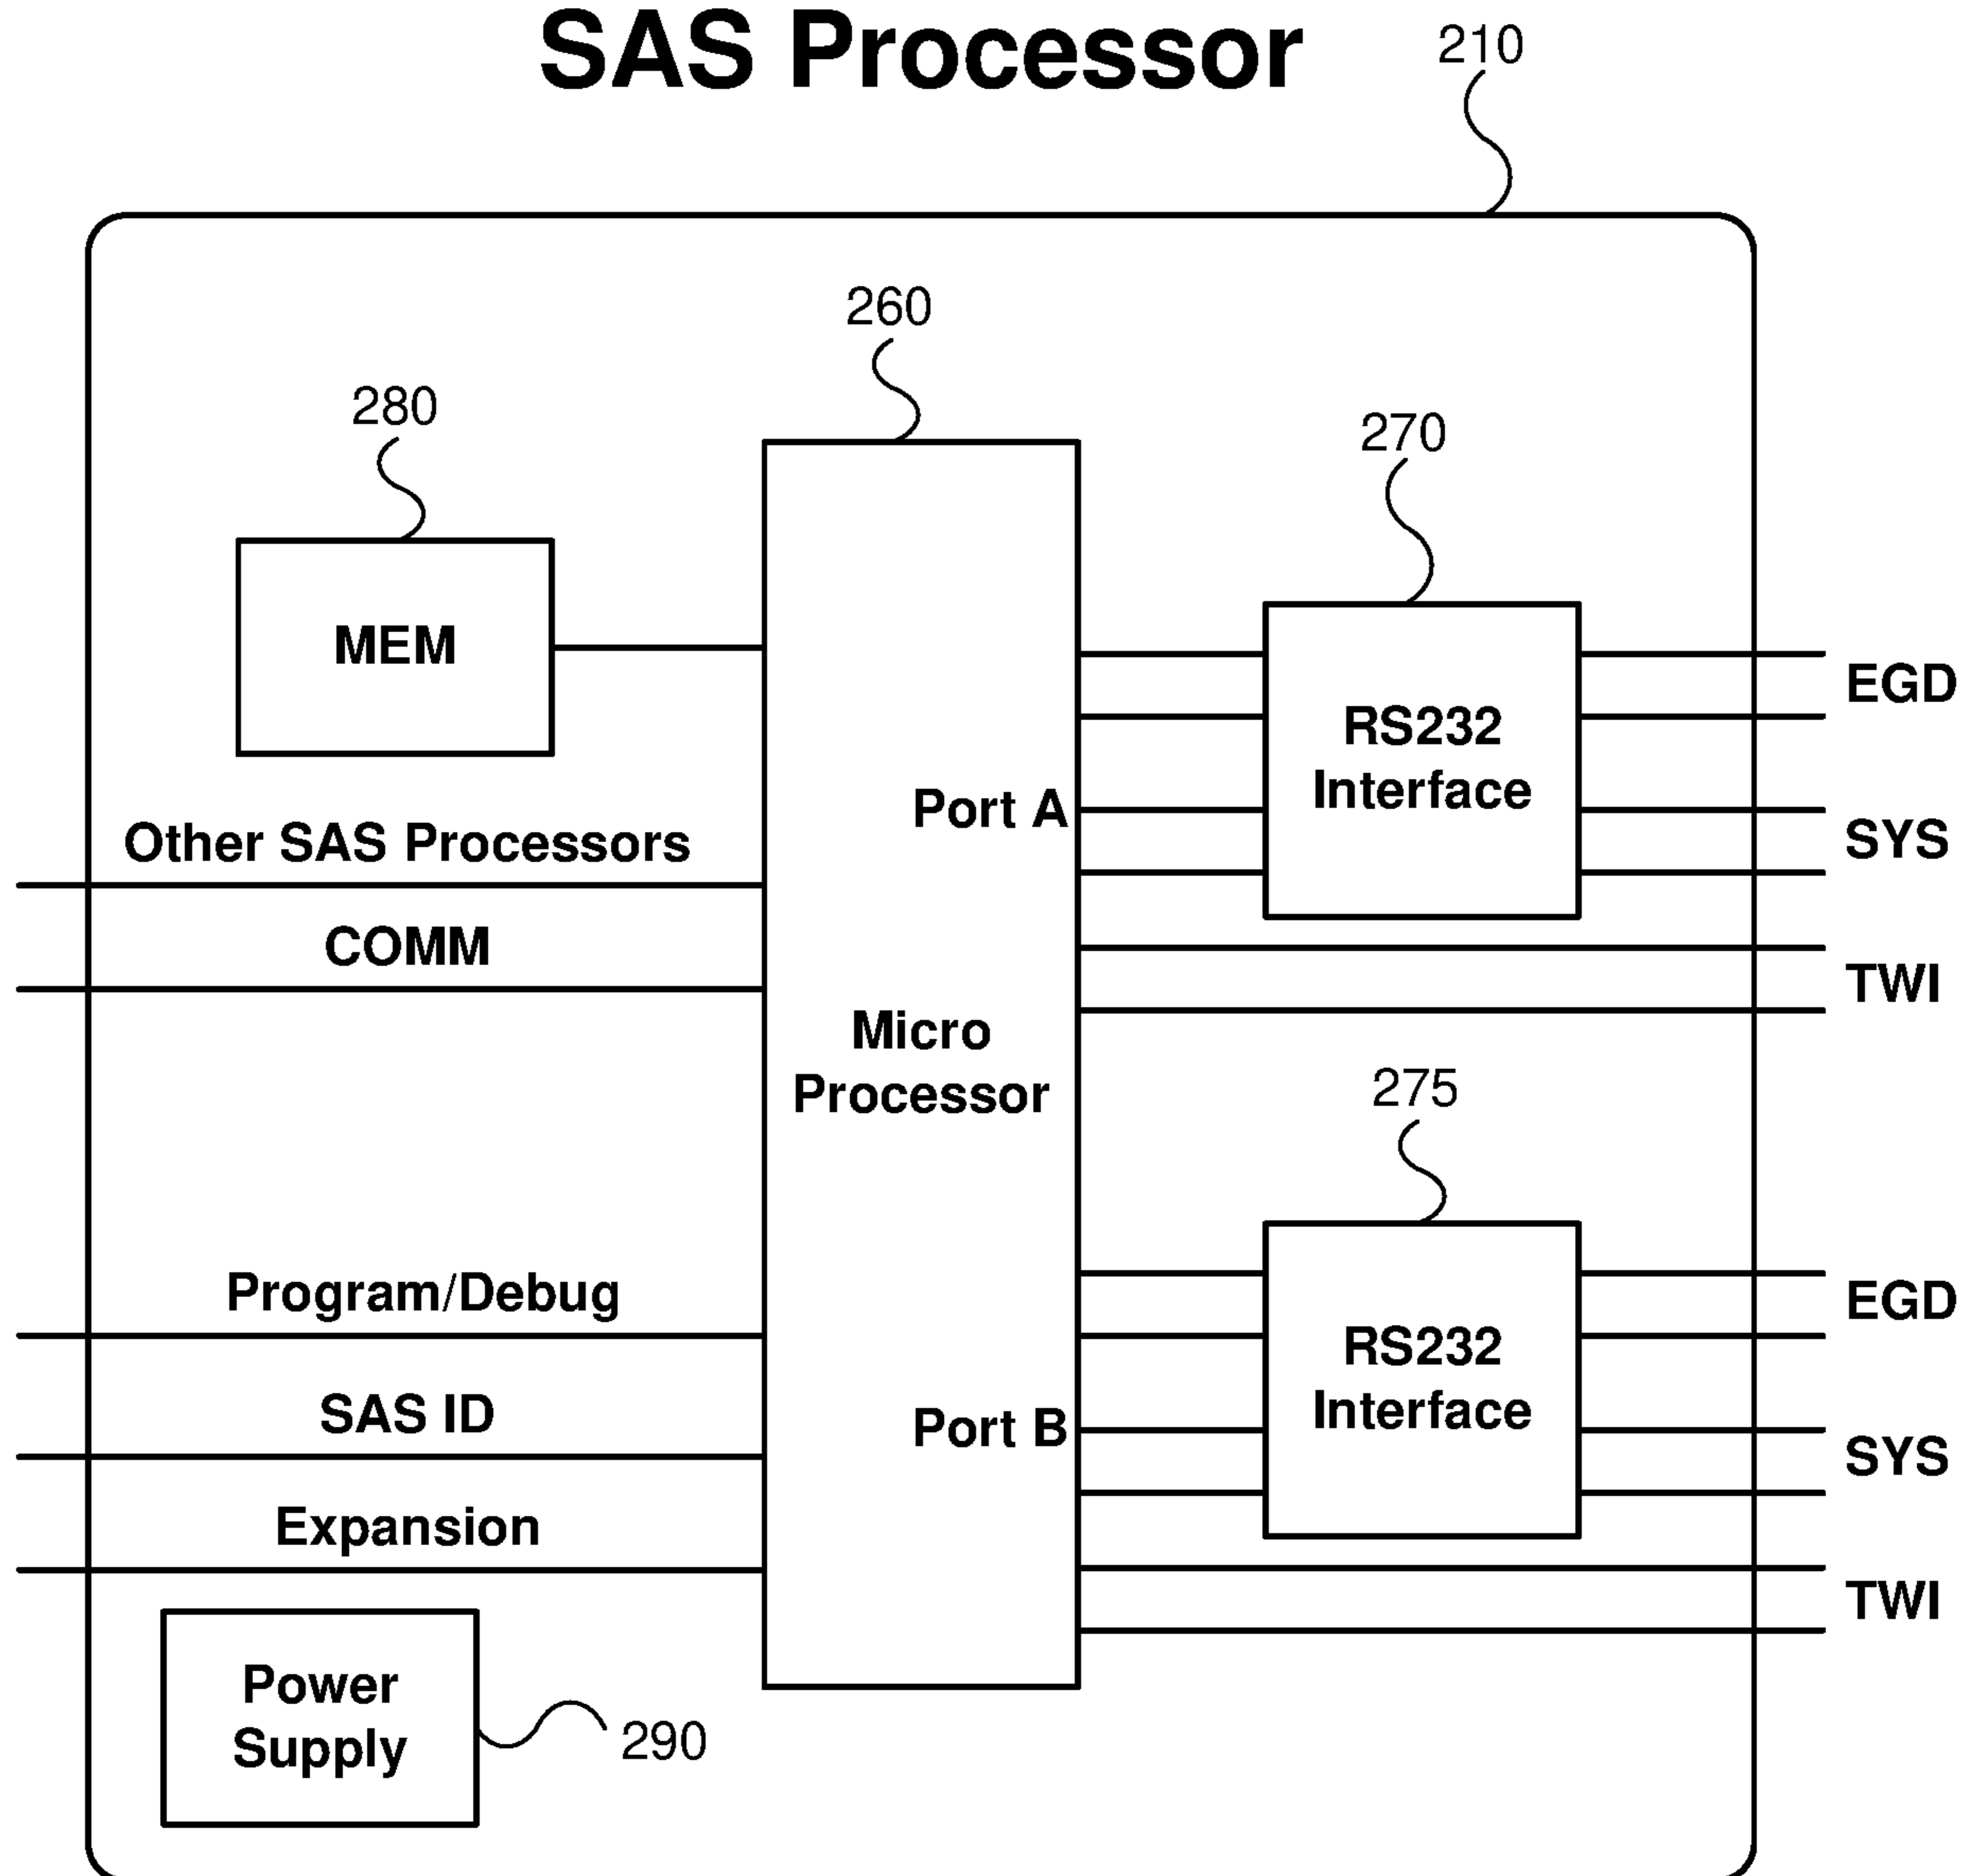 SAS Processor
210
260
280
270
MEM
EGD
RS232
Interface
Port A
Other SAS Processors
SYS
COMM
TWI
Micro
Processor
275
Program/Debug
EGD
RS232
Interface
SAS ID
Port B
SYS
Expansion
TWI
Power
Supply
290